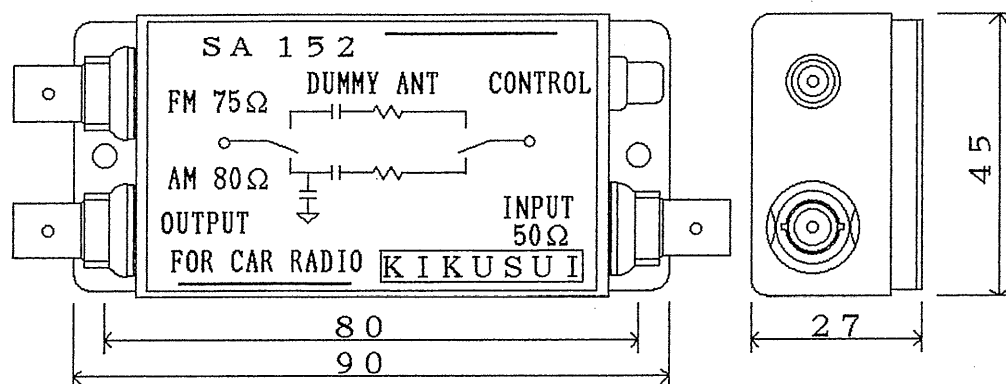 SA 152
DUMMY ANT
CONTROL
FM 75Ω
AM 80Ω
OUTPUT
INPUT
50Ω
FOR CAR RADIO
KIKUSUI
80
90
27
45